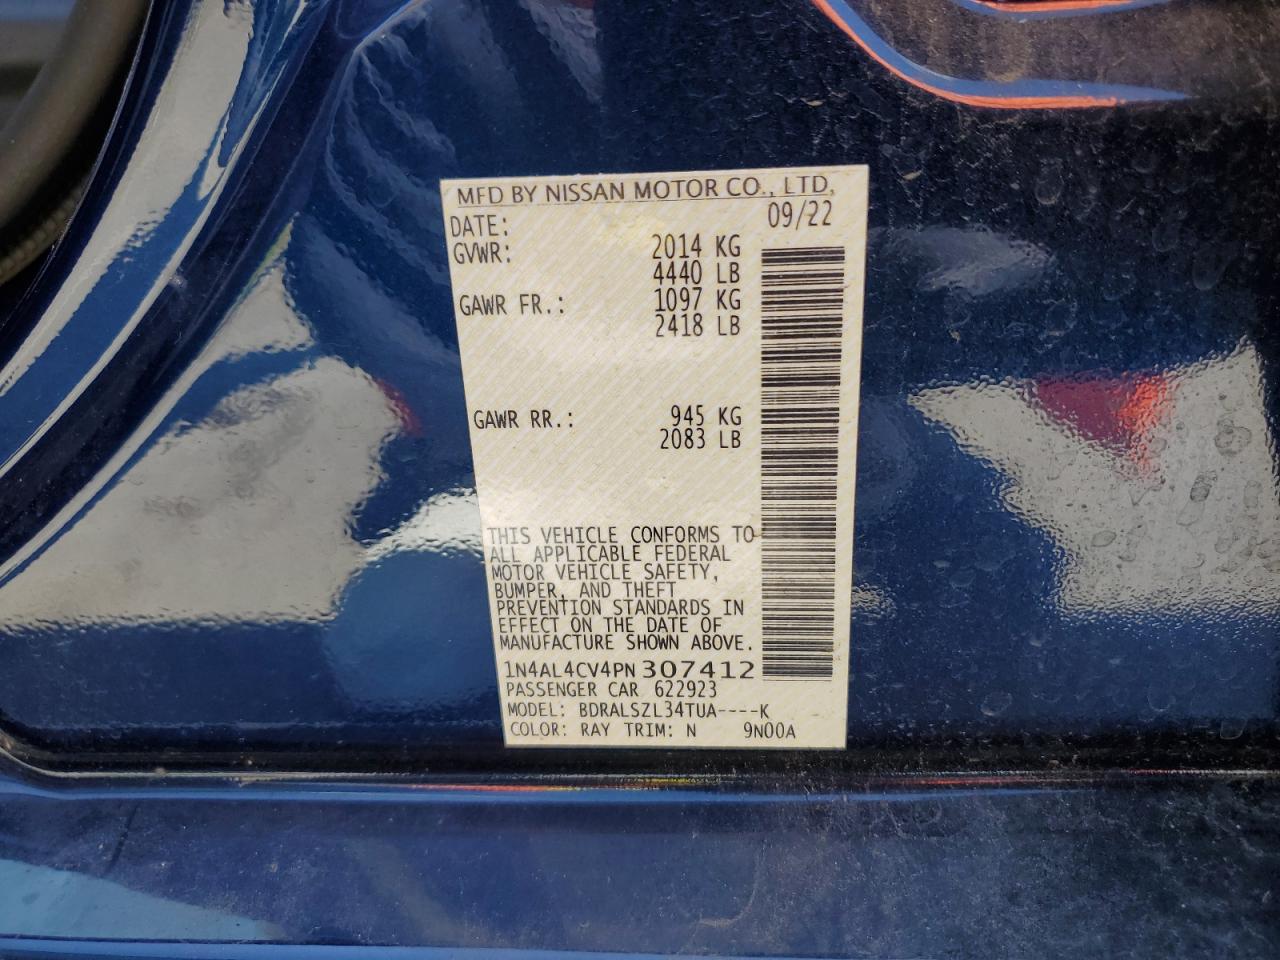 MFD BY NISSAN MOTOR CO., LTD,
DATE: 09/22
GVWR: 2014 KG
4440 LB
GAWR FR.: 1097 KG
2418 LB
GAWR RR.: 945 KG
2083 LB
THIS VEHICLE CONFORMS TO
ALL APPLICABLE FEDERAL
MOTOR VEHICLE SAFETY,
BUMPER, AND THEFT
PREVENTION STANDARDS IN
EFFECT ON THE DATE OF
MANUFACTURE SHOWN ABOVE.
1N4AL4CV4PN307412
PASSENGER CAR 622923
MODEL: BDRALSZL34TUA----K
COLOR: RAY TRIM: N 9N00A